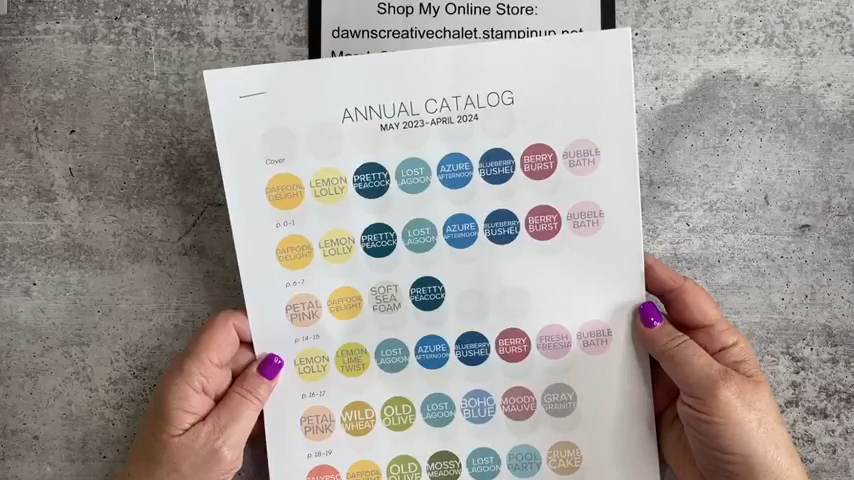 Shop My Online Store:
dawnscreativechalet.stampinup.net
ANNUAL CATALOG
MAY 2023-APRIL 2024
Cover
DAFFODIL DELIGHT LEMON LOLLY PRETTY PEACOCK LOST LAGOON AZURE AFTERNOON BLUEBERRY BUSHEL BERRY BURST BUBBLE BATH
p. 0-1
DAFFODIL DELIGHT LEMON LOLLY PRETTY PEACOCK LOST LAGOON AZURE AFTERNOON BLUEBERRY BUSHEL BERRY BURST BUBBLE BATH
p. 6-7
PETAL PINK DAFFODIL DELIGHT SOFT SEA FOAM PRETTY PEACOCK
p. 14-15
LEMON LOLLY LEMON LIME TWIST LOST LAGOON AZURE AFTERNOON BLUEBERRY BUSHEL BERRY BURST FRESH FREESIA BUBBLE BATH
p. 16-17
PETAL PINK WILD WHEAT OLD OLIVE LOST LAGOON BOHO BLUE MOODY MAUVE GRAY GRANITE
p. 18-19
CALYPSO DAFFODIL OLD OLIVE MOSSY MEADOW LOST LAGOON POOL PARTY CRUMB CAKE